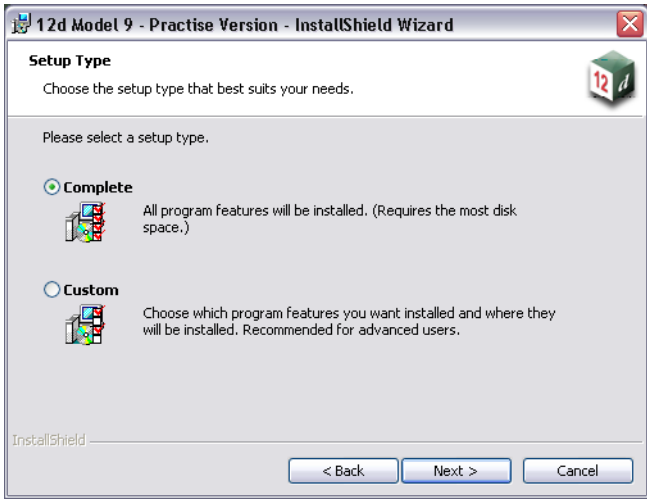 12d Model 9 - Practise Version - InstallShield Wizard
Setup Type
Choose the setup type that best suits your needs.
12 d
Please select a setup type.
Complete
All program features will be installed. (Requires the most disk
space.)
Custom
Choose which program features you want installed and where they
will be installed. Recommended for advanced users.
InstallShield
< Back
Next >
Cancel